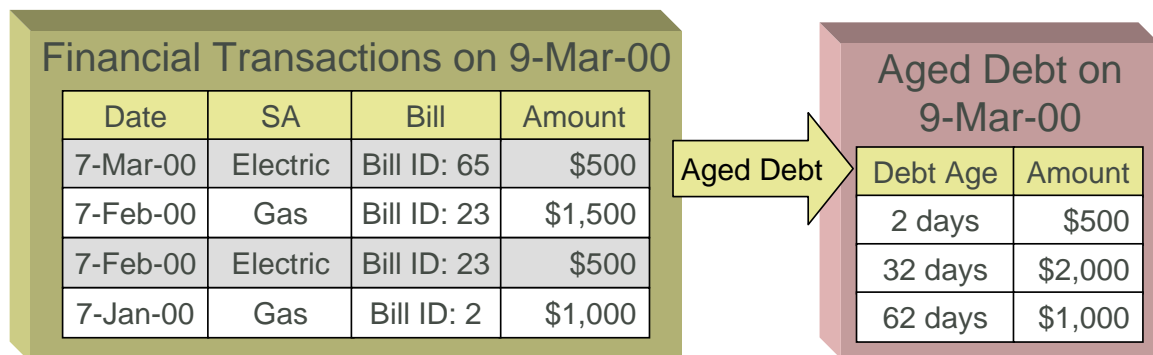 Financial Transactions on 9-Mar-00
Date SA Bill Amount
7-Mar-00 Electric Bill ID: 65 $500
7-Feb-00 Gas Bill ID: 23 $1,500
7-Feb-00 Electric Bill ID: 23 $500
7-Jan-00 Gas Bill ID: 2 $1,000
Aged Debt
Aged Debt on
9-Mar-00
Debt Age Amount
2 days $500
32 days $2,000
62 days $1,000